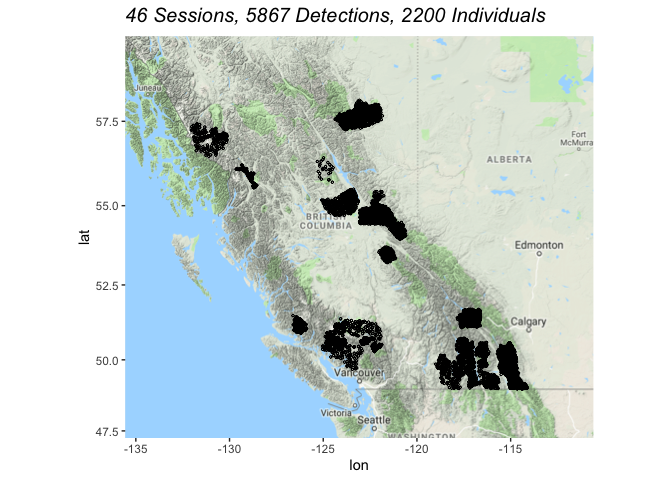 46 Sessions, 5867 Detections, 2200 Individuals
Juneau
57.5
Fort
McMurra
ALBERTA
55.0
BRITISH
COLUMBIA
lat
Edmonton
52.5
Calgary
50.0
Vancouver
Victoria
Seattle
47.5
WASHINGTON
-135
-130
-125
-120
-115
lon